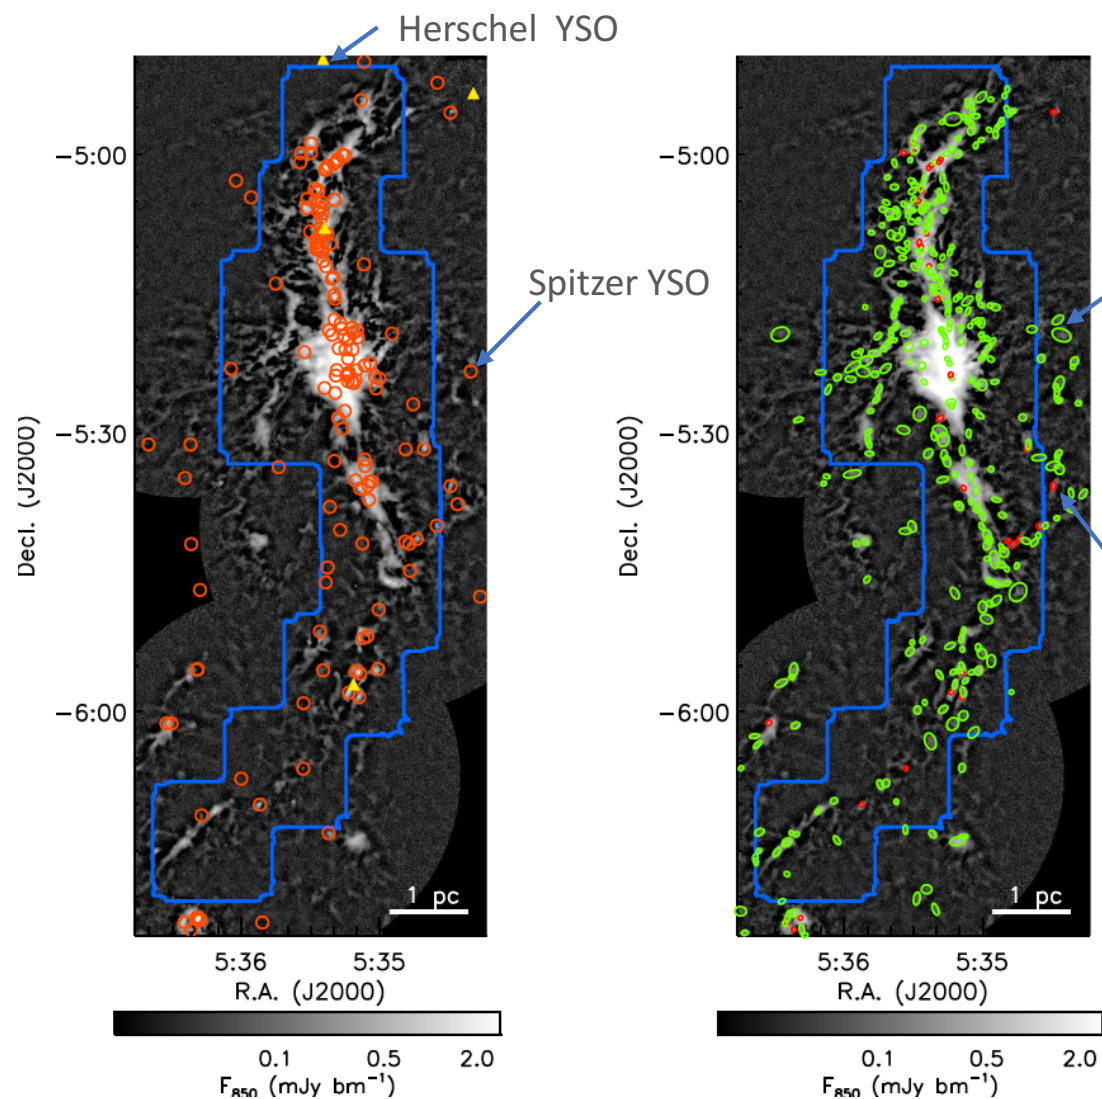 Herschel YSO
Spitzer YSO
−5:00
−5:30
−6:00
Decl. (J2000)
1 pc
5:36 5:35
R.A. (J2000)
0.1 0.5 2.0
F₈₅₀ (mJy bm⁻¹)
−5:00
−5:30
−6:00
Decl. (J2000)
1 pc
5:36 5:35
R.A. (J2000)
0.1 0.5 2.0
F₈₅₀ (mJy bm⁻¹)